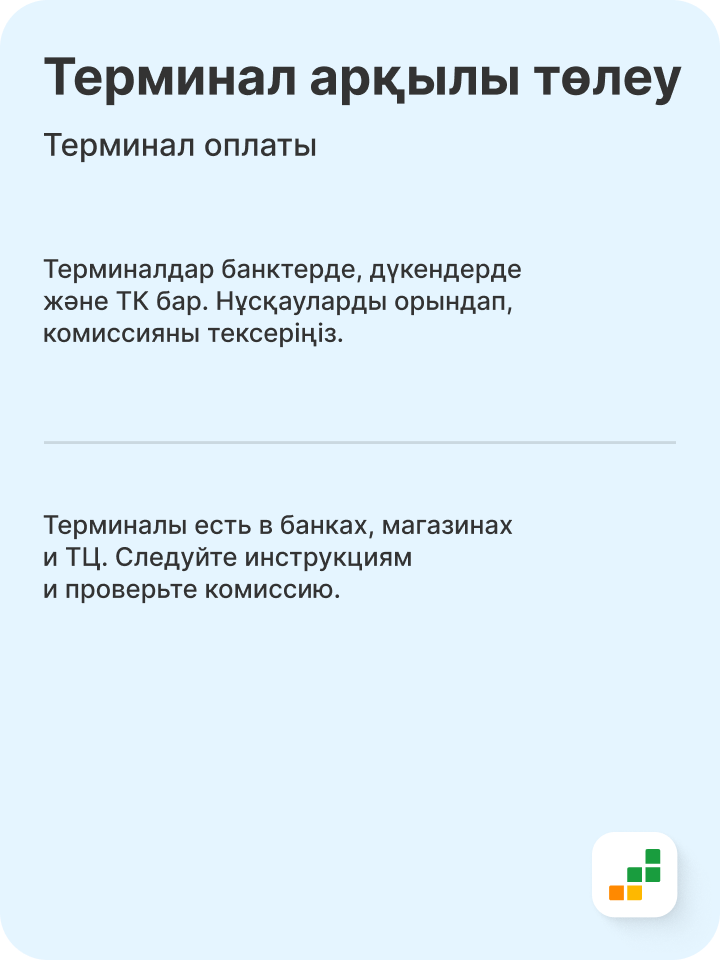 Терминал арқылы төлеу
Терминал оплаты
Терминалдар банктерде, дүкендерде
және ТК бар. Нұсқауларды орындап,
комиссияны тексеріңіз.
Терминалы есть в банках, магазинах
и ТЦ. Следуйте инструкциям
и проверьте комиссию.